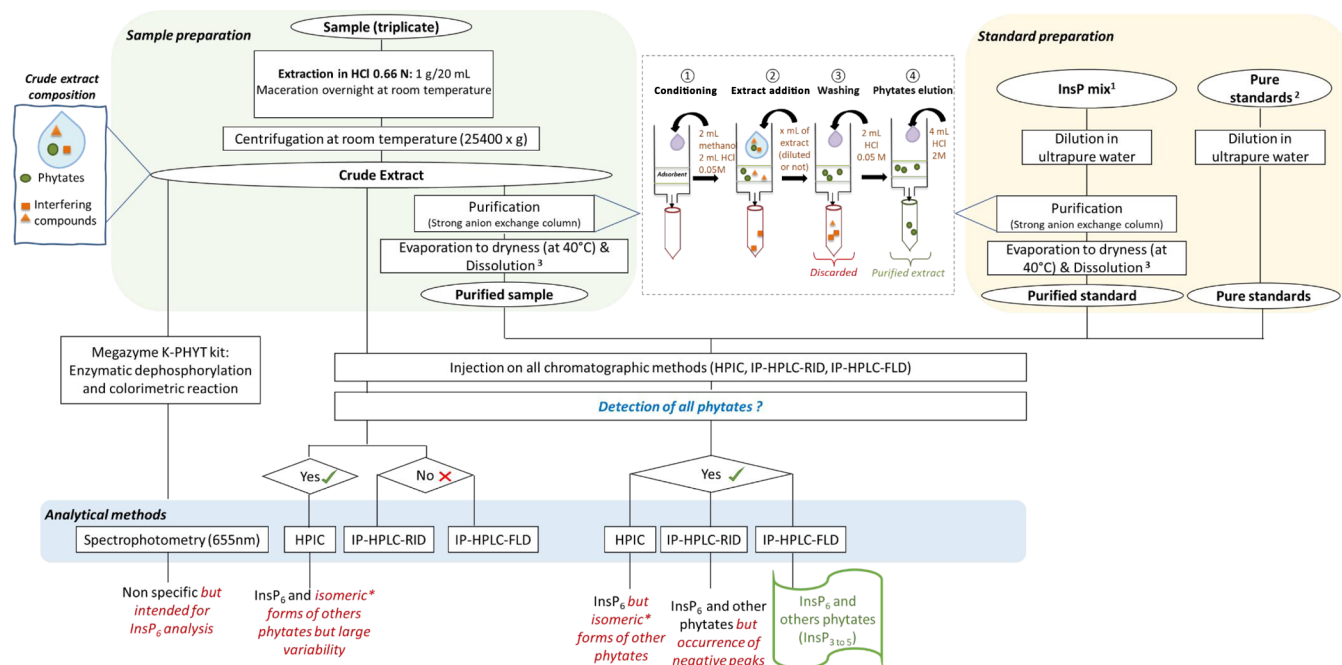 Sample preparation
Sample (triplicate)
Extraction in HCl 0.66 N: 1 g/20 mL
Maceration overnight at room temperature
Centrifugation at room temperature (25400 x g)
Crude Extract
Crude extract
composition
Phytates
Interfering
compounds
Purification
(Strong anion exchange column)
Evaporation to dryness (at 40°C) &
Dissolution ³
Purified sample
① 
Conditioning
2 mL
methano
2 mL HCl
0.05M
Adsorbent
②
Extract addition
x mL of
extract
(diluted
or not)
③
Washing
2 mL
HCl
0.05 M
Discarded
④
Phytates elution
4 mL
HCl
2M
Purified extract
Standard preparation
InsP mix¹
Dilution in
ultrapure water
Purification
(Strong anion exchange column)
Evaporation to dryness (at
40°C) & Dissolution ³
Purified standard
Pure
standards ²
Dilution in
ultrapure water
Pure standards
Megazyme K-PHYT kit:
Enzymatic dephosphorylation
and colorimetric reaction
Injection on all chromatographic methods (HPIC, IP-HPLC-RID, IP-HPLC-FLD)
Detection of all phytates ?
Yes
No
Yes
Analytical methods
Spectrophotometry (655nm)
HPIC
IP-HPLC-RID
IP-HPLC-FLD
HPIC
IP-HPLC-RID
IP-HPLC-FLD
Non specific but
intended for
InsP₆ analysis
InsP₆ and isomeric*
forms of others
phytates but large
variability
InsP₆ but
isomeric*
forms of other
phytates
InsP₆ and other
phytates but
occurrence of
negative peaks
InsP₆ and
others phytates
(InsP₃ to ₅)